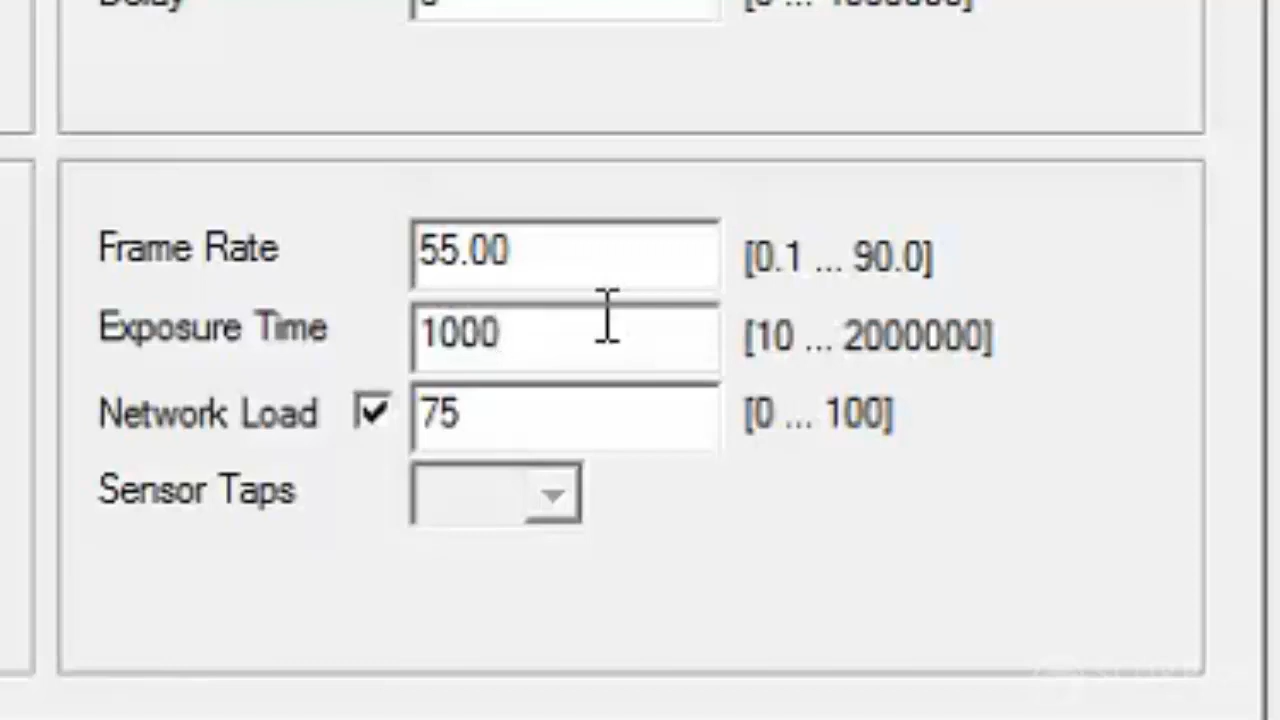 Delay
Frame Rate 55.00 [0.1 ... 90.0]
Exposure Time 1000 [10 ... 2000000]
Network Load 75 [0 ... 100]
Sensor Taps